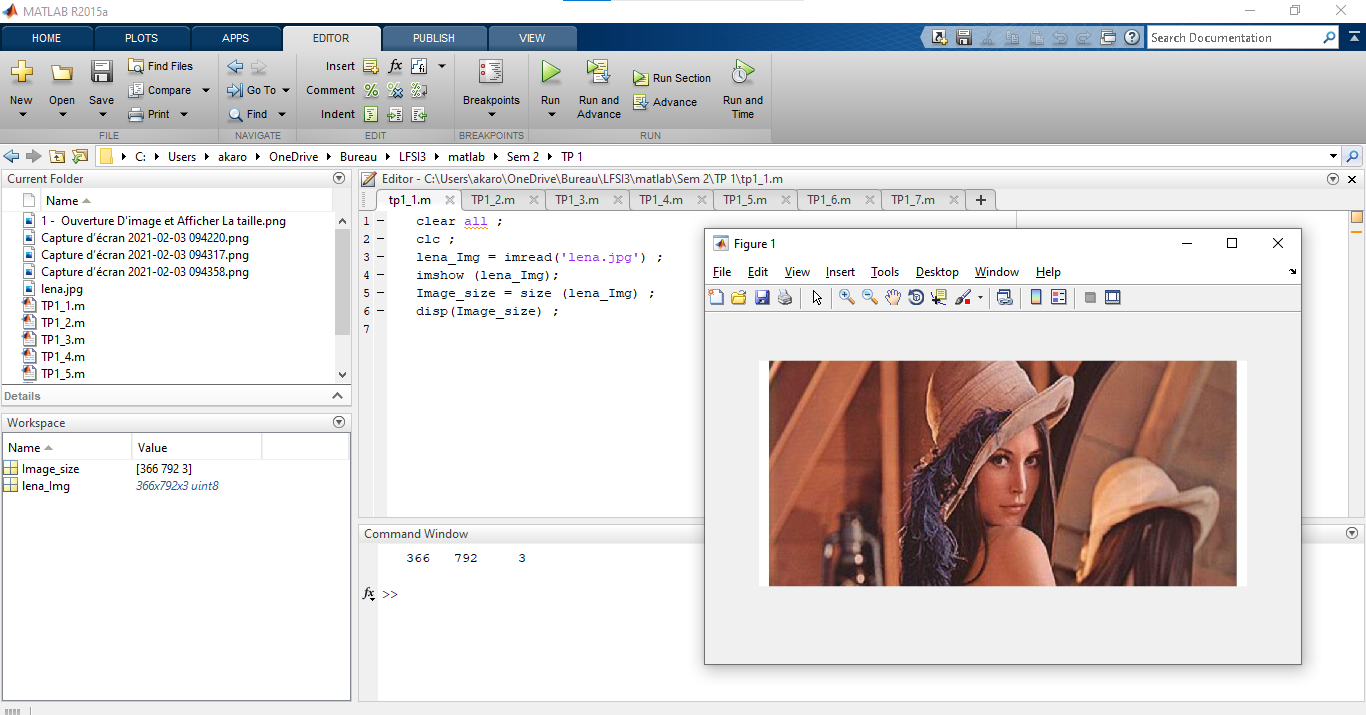 MATLAB R2015a
HOME PLOTS APPS EDITOR PUBLISH VIEW
Search Documentation
New Open Save Find Files Compare Print
Go To Find
Insert fx Comment Indent
Breakpoints
Run Run and Advance Run Section Advance Run and Time
FILE NAVIGATE EDIT BREAKPOINTS RUN
C: Users akaro OneDrive Bureau LFSI3 matlab Sem 2 TP 1
Current Folder
Name
1 -  Ouverture D'image et Afficher La taille.png
Capture d'écran 2021-02-03 094220.png
Capture d'écran 2021-02-03 094317.png
Capture d'écran 2021-02-03 094358.png
lena.jpg
TP1_1.m
TP1_2.m
TP1_3.m
TP1_4.m
TP1_5.m
Details
Workspace
Name Value
Image_size [366 792 3]
lena_Img 366x792x3 uint8
Editor - C:\Users\akaro\OneDrive\Bureau\LFSI3\matlab\Sem 2\TP 1\tp1_1.m
tp1_1.m TP1_2.m TP1_3.m TP1_4.m TP1_5.m TP1_6.m TP1_7.m
1 clear all ;
2 clc ;
3 lena_Img = imread('lena.jpg') ;
4 imshow (lena_Img);
5 Image_size = size (lena_Img) ;
6 disp(Image_size) ;
7
Command Window
366 792 3
fx >>
Figure 1
File Edit View Insert Tools Desktop Window Help